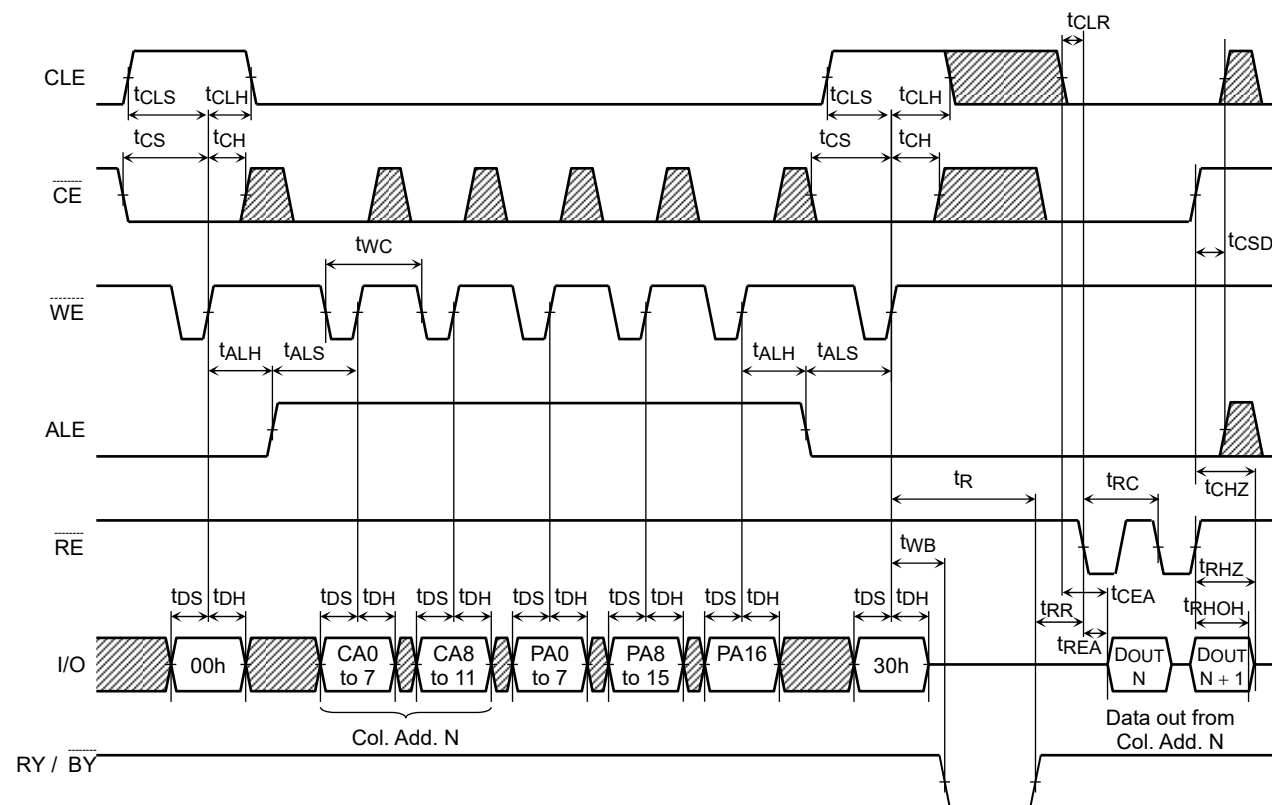 tCLR
CLE
tCLS tCLH tCLS tCLH
tCS tCH tCS tCH
CE
tWC tCSD
WE
tALH tALS tALH tALS
ALE
tR tRC tCHZ
RE
tWB tRHZ
tDS tDH tDS tDH tDS tDH tDS tDH tDS tDH tDS tDH tDS tDH tCEA
tRR tRHOH
tREA
I/O 00h CA0 to 7 CA8 to 11 PA0 to 7 PA8 to 15 PA16 30h DOUT N DOUT N + 1
Col. Add. N
Data out from
Col. Add. N
RY / BY